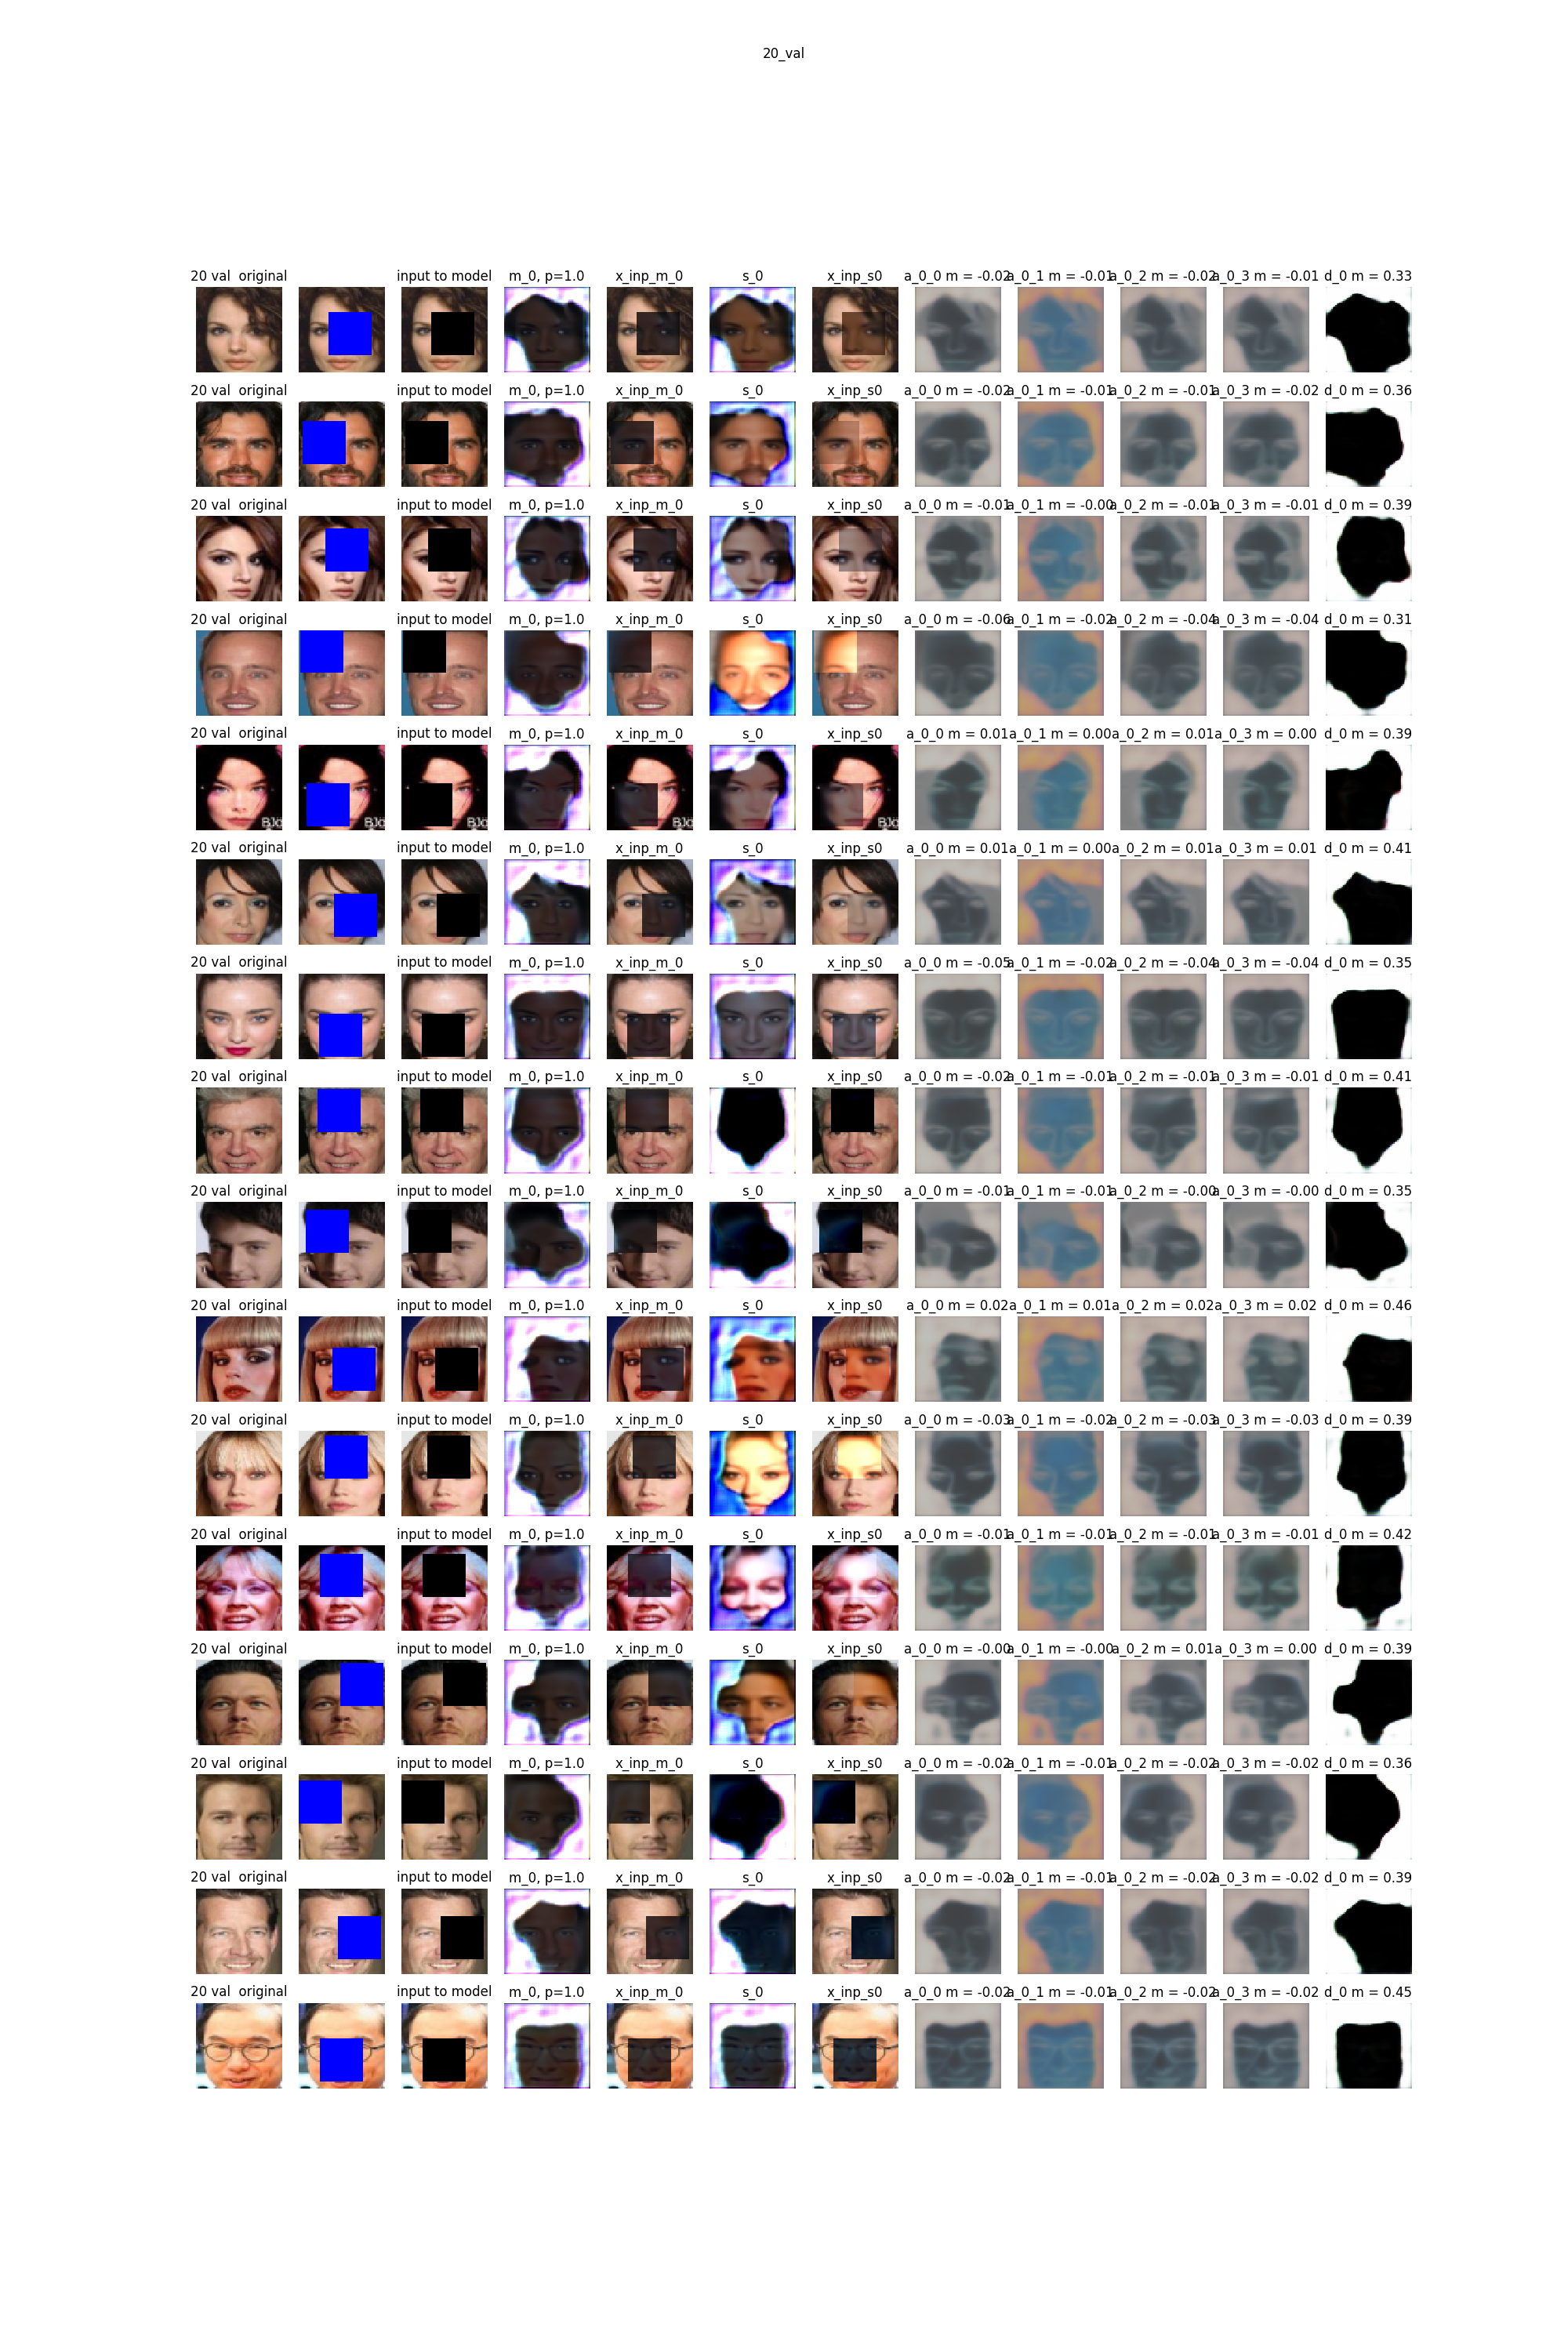 20_val
20 val original input to model m_0, p=1.0 x_inp_m_0 s_0 x_inp_s0 a_0_0 m = -0.02 a_0_1 m = -0.01 a_0_2 m = -0.02 a_0_3 m = -0.01 d_0 m = 0.33
20 val original input to model m_0, p=1.0 x_inp_m_0 s_0 x_inp_s0 a_0_0 m = -0.02 a_0_1 m = -0.01 a_0_2 m = -0.01 a_0_3 m = -0.02 d_0 m = 0.36
20 val original input to model m_0, p=1.0 x_inp_m_0 s_0 x_inp_s0 a_0_0 m = -0.01 a_0_1 m = -0.00 a_0_2 m = -0.01 a_0_3 m = -0.01 d_0 m = 0.39
20 val original input to model m_0, p=1.0 x_inp_m_0 s_0 x_inp_s0 a_0_0 m = -0.06 a_0_1 m = -0.02 a_0_2 m = -0.04 a_0_3 m = -0.04 d_0 m = 0.31
20 val original input to model m_0, p=1.0 x_inp_m_0 s_0 x_inp_s0 a_0_0 m = 0.01 a_0_1 m = 0.00 a_0_2 m = 0.01 a_0_3 m = 0.00 d_0 m = 0.39
20 val original input to model m_0, p=1.0 x_inp_m_0 s_0 x_inp_s0 a_0_0 m = 0.01 a_0_1 m = 0.00 a_0_2 m = 0.01 a_0_3 m = 0.01 d_0 m = 0.41
20 val original input to model m_0, p=1.0 x_inp_m_0 s_0 x_inp_s0 a_0_0 m = -0.05 a_0_1 m = -0.02 a_0_2 m = -0.04 a_0_3 m = -0.04 d_0 m = 0.35
20 val original input to model m_0, p=1.0 x_inp_m_0 s_0 x_inp_s0 a_0_0 m = -0.02 a_0_1 m = -0.01 a_0_2 m = -0.01 a_0_3 m = -0.01 d_0 m = 0.41
20 val original input to model m_0, p=1.0 x_inp_m_0 s_0 x_inp_s0 a_0_0 m = -0.01 a_0_1 m = -0.01 a_0_2 m = -0.00 a_0_3 m = -0.00 d_0 m = 0.35
20 val original input to model m_0, p=1.0 x_inp_m_0 s_0 x_inp_s0 a_0_0 m = 0.02 a_0_1 m = 0.01 a_0_2 m = 0.02 a_0_3 m = 0.02 d_0 m = 0.46
20 val original input to model m_0, p=1.0 x_inp_m_0 s_0 x_inp_s0 a_0_0 m = -0.03 a_0_1 m = -0.02 a_0_2 m = -0.03 a_0_3 m = -0.03 d_0 m = 0.39
20 val original input to model m_0, p=1.0 x_inp_m_0 s_0 x_inp_s0 a_0_0 m = -0.01 a_0_1 m = -0.01 a_0_2 m = -0.01 a_0_3 m = -0.01 d_0 m = 0.42
20 val original input to model m_0, p=1.0 x_inp_m_0 s_0 x_inp_s0 a_0_0 m = -0.00 a_0_1 m = -0.00 a_0_2 m = 0.01 a_0_3 m = 0.00 d_0 m = 0.39
20 val original input to model m_0, p=1.0 x_inp_m_0 s_0 x_inp_s0 a_0_0 m = -0.02 a_0_1 m = -0.01 a_0_2 m = -0.02 a_0_3 m = -0.02 d_0 m = 0.36
20 val original input to model m_0, p=1.0 x_inp_m_0 s_0 x_inp_s0 a_0_0 m = -0.02 a_0_1 m = -0.01 a_0_2 m = -0.02 a_0_3 m = -0.02 d_0 m = 0.39
20 val original input to model m_0, p=1.0 x_inp_m_0 s_0 x_inp_s0 a_0_0 m = -0.02 a_0_1 m = -0.01 a_0_2 m = -0.02 a_0_3 m = -0.02 d_0 m = 0.45